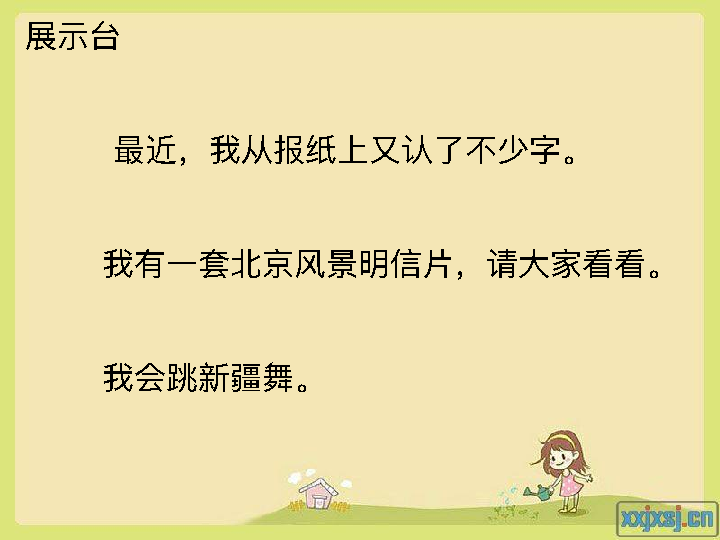 展示台
最近，我从报纸上又认了不少字。
我有一套北京风景明信片，请大家看看。
我会跳新疆舞。
xxjxsj.cn